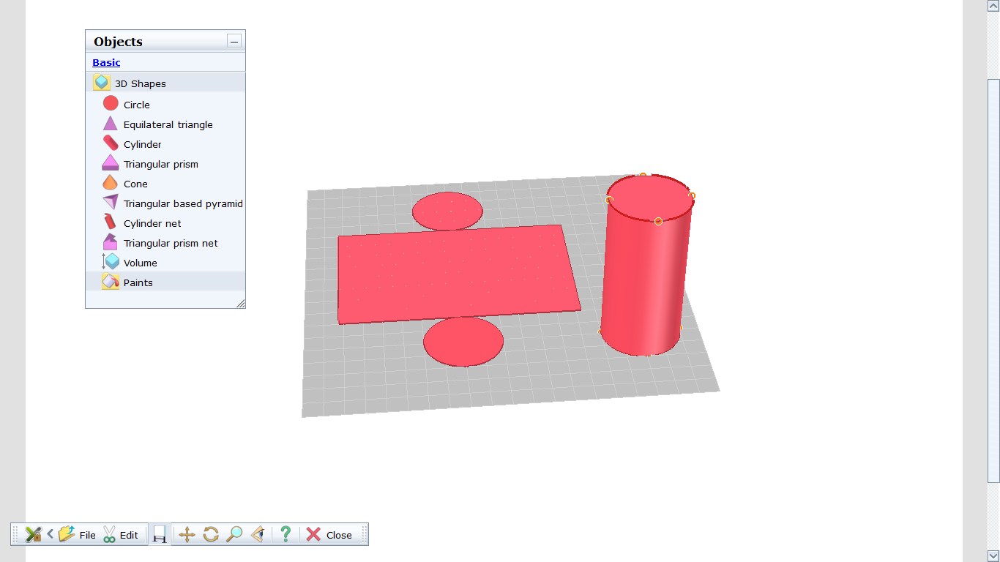 Objects
Basic
3D Shapes
Circle
Equilateral triangle
Cylinder
Triangular prism
Cone
Triangular based pyramid
Cylinder net
Triangular prism net
Volume
Paints
File Edit ? Close